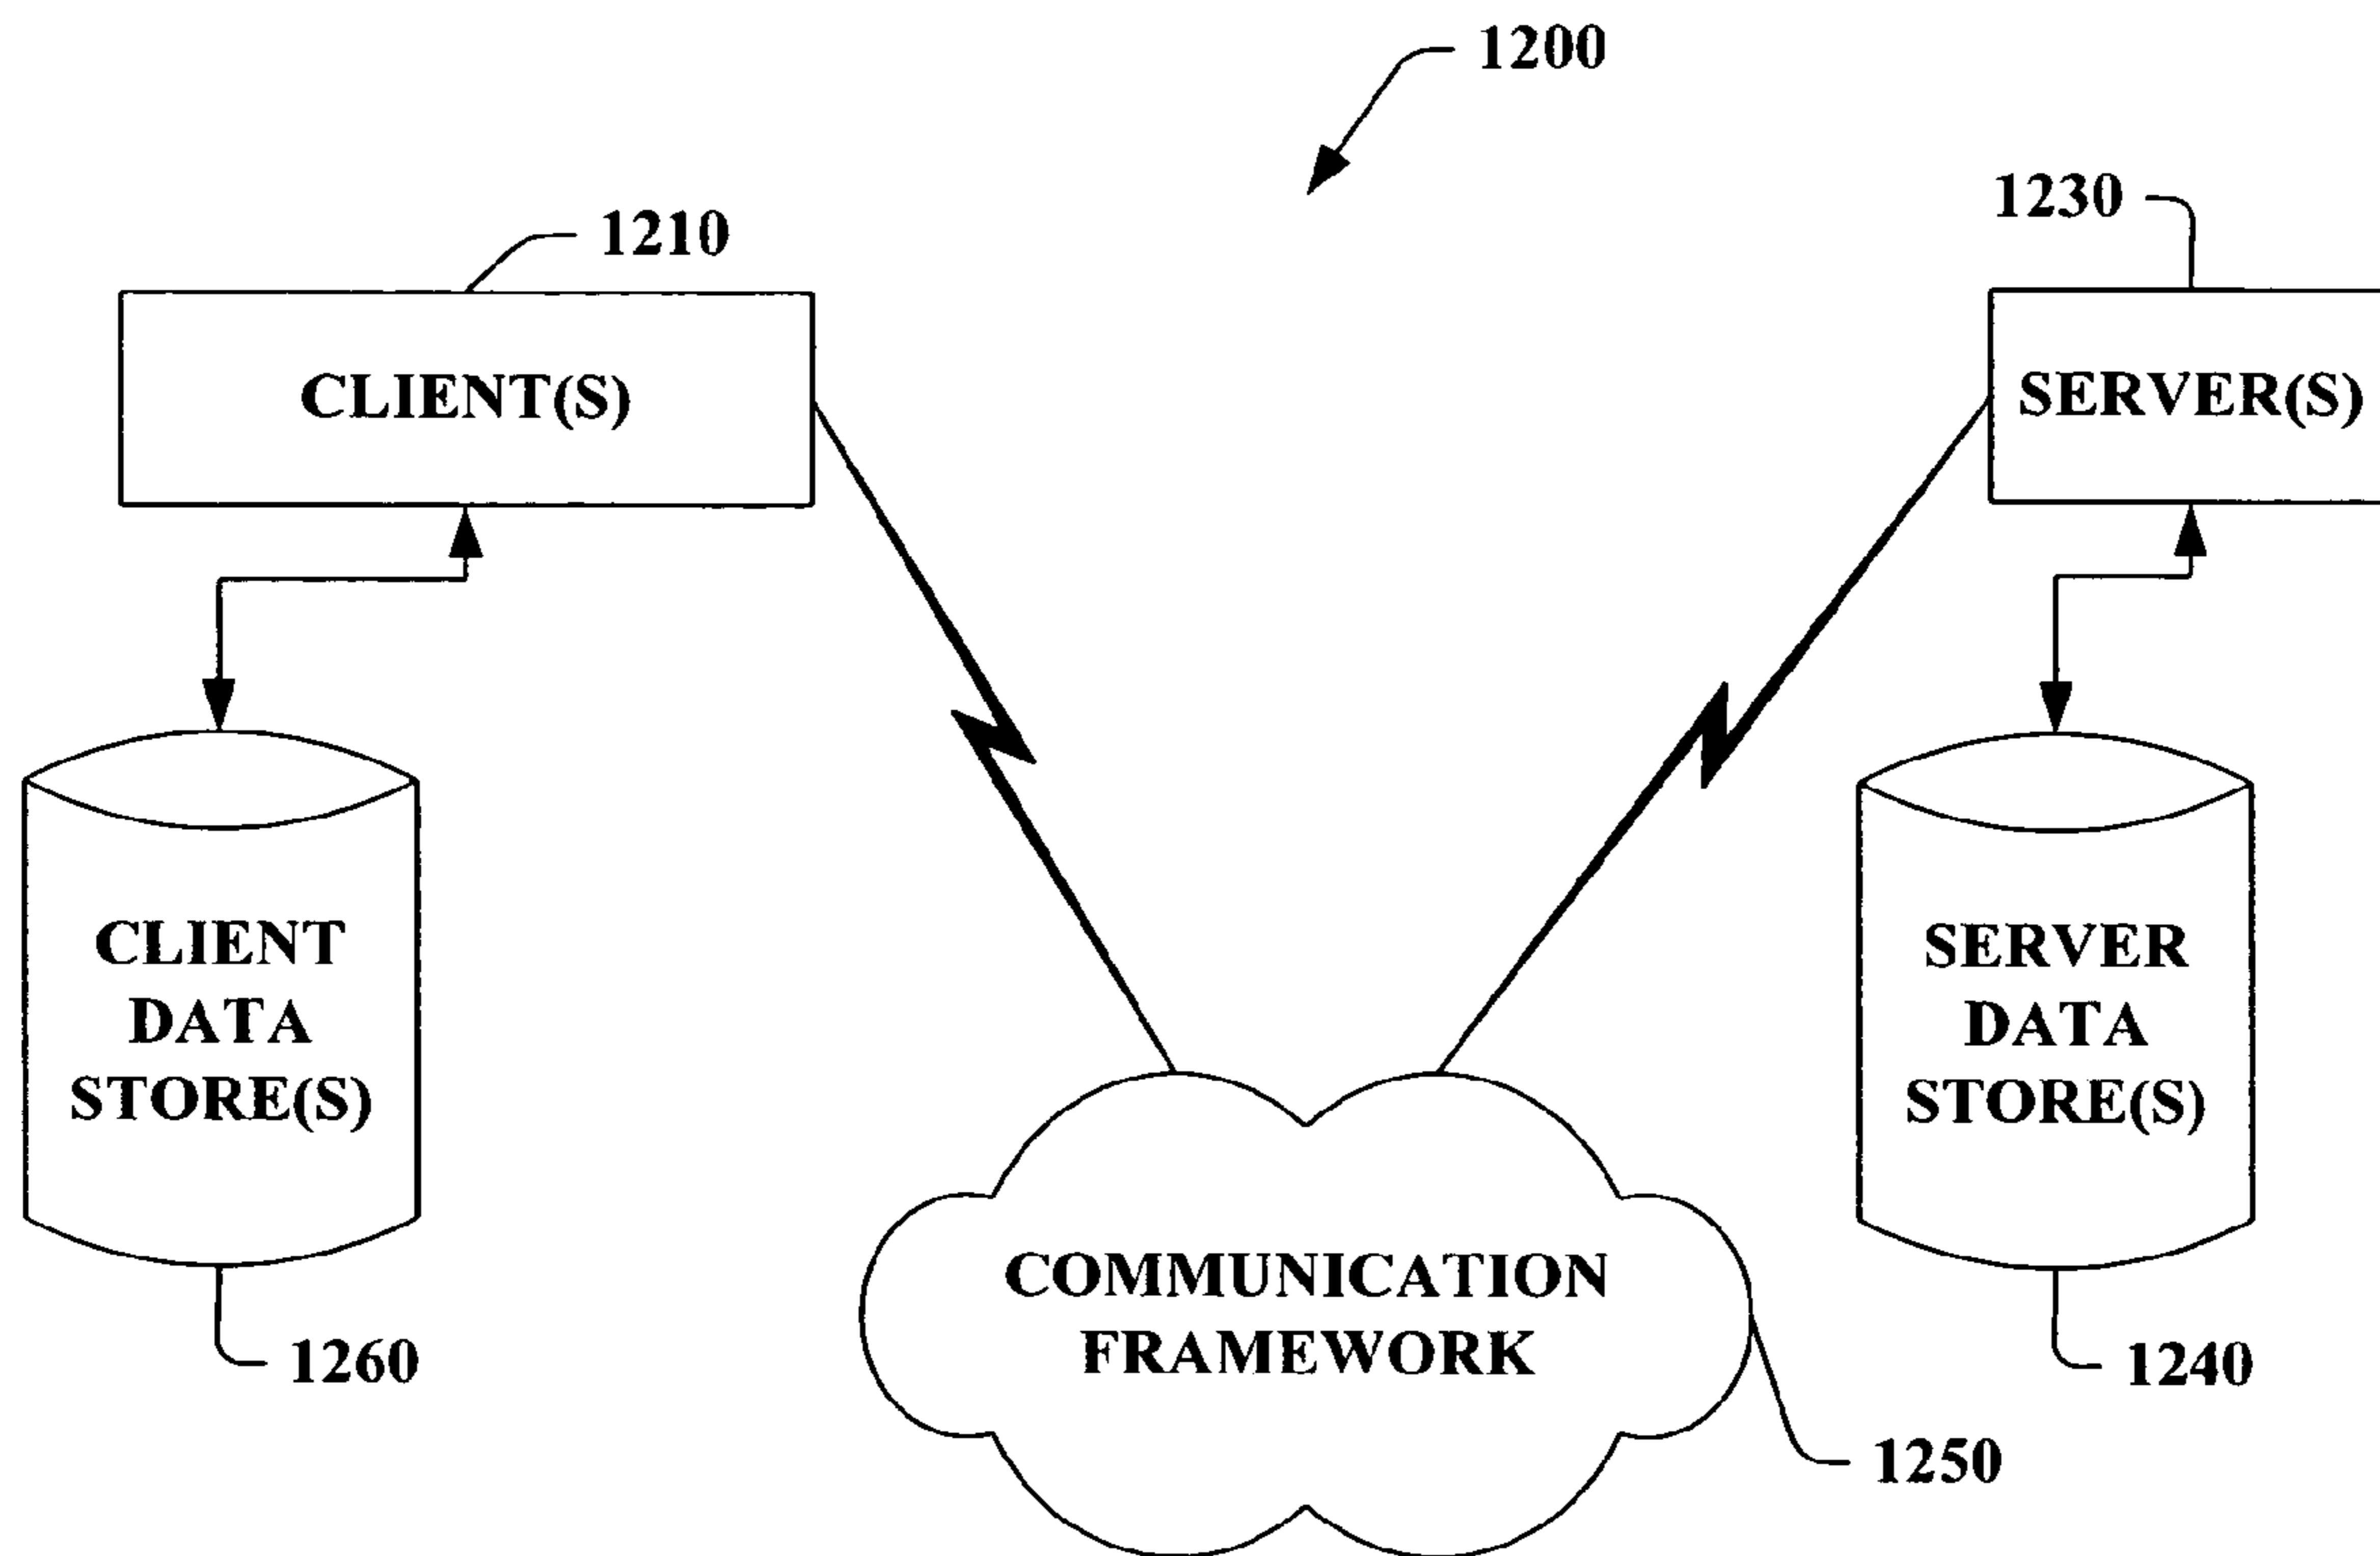 1200
1210
1230
CLIENT(S)
SERVER(S)
CLIENT
DATA
STORE(S)
SERVER
DATA
STORE(S)
COMMUNICATION
FRAMEWORK
1260
1240
1250